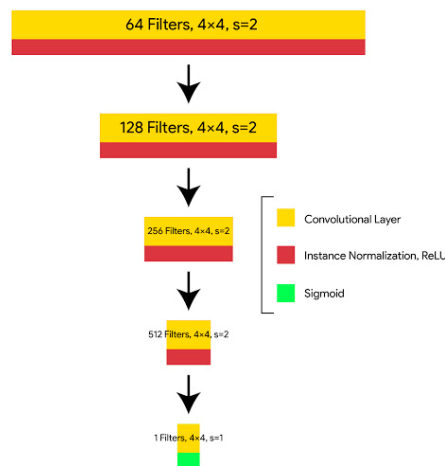 64 Filters, 4×4, s=2
128 Filters, 4×4, s=2
256 Filters, 4×4, s=2
Convolutional Layer
Instance Normalization, ReLU
Sigmoid
512 Filters, 4×4, s=2
1 Filters, 4×4, s=1